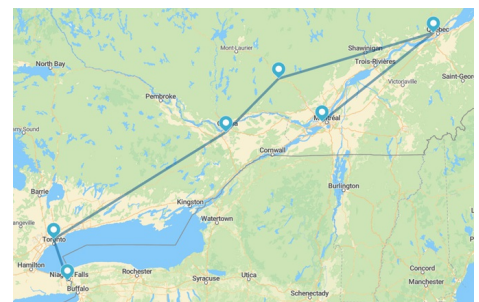 Québec
Mont-Laurier
Shawinigan
Trois-Rivières
North Bay
Victoriaville
Saint-Geor
Pembroke
Montréal
Cornwall
Barrie
Burlington
Kingston
Watertown
Toronto
Hamilton
Niagara Falls
Rochester
Syracuse
Utica
Concord
Manchester
Buffalo
Schenectady